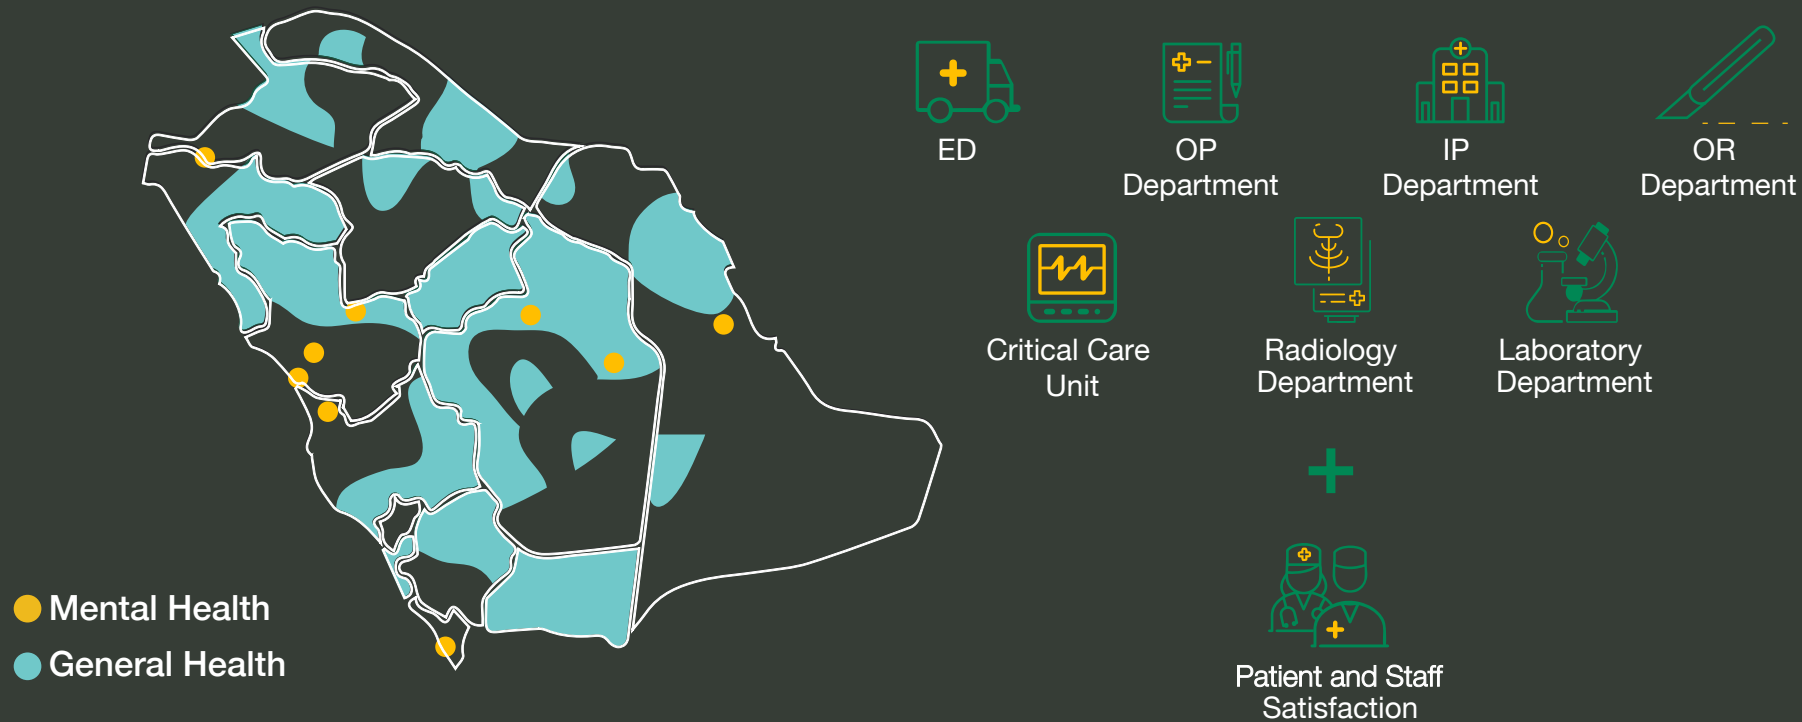 ED
OP
Department
IP
Department
OR
Department
Critical Care
Unit
Radiology
Department
Laboratory
Department
Patient and Staff
Satisfaction
Mental Health
General Health